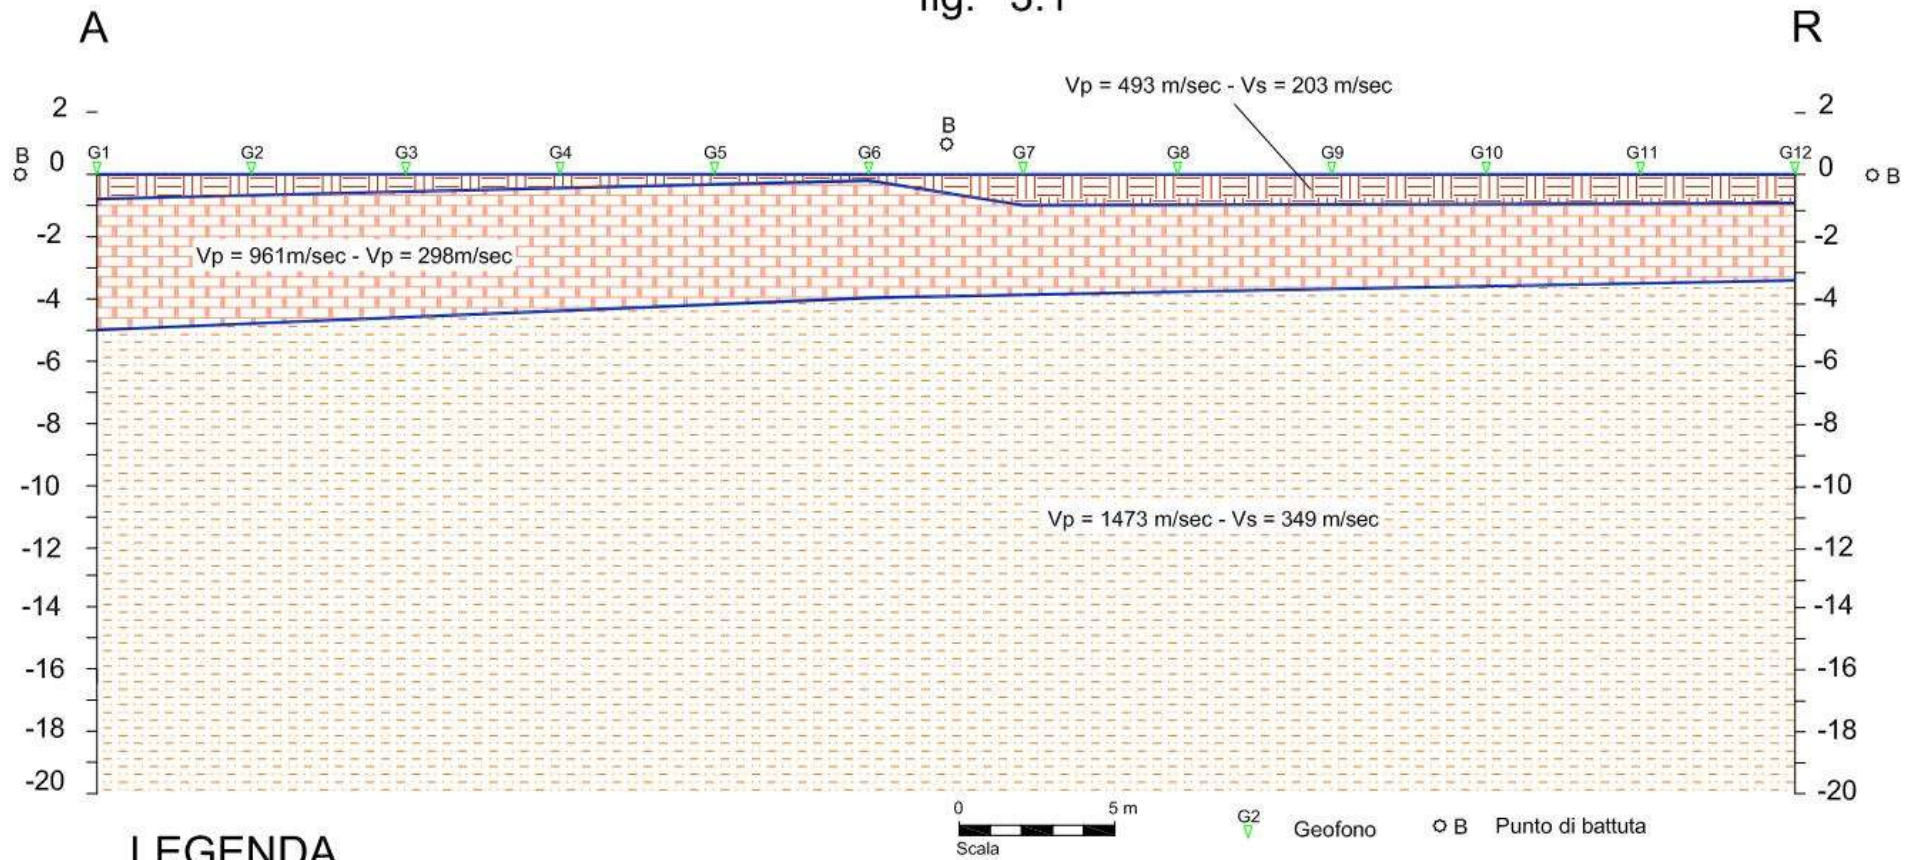 fig. 3.1
A
R
Vp = 493 m/sec - Vs = 203 m/sec
2
2
B
B
0
G1
G2
G3
G4
G5
G6
G7
G8
G9
G10
G11
G12
0
B
-2
-2
Vp = 961m/sec - Vp = 298m/sec
-4
-4
-6
-6
-8
-8
-10
-10
Vp = 1473 m/sec - Vs = 349 m/sec
-12
-12
-14
-14
-16
-16
-18
-18
-20
-20
0
5 m
Scala
G2
Geofono
B
Punto di battuta
LEGENDA